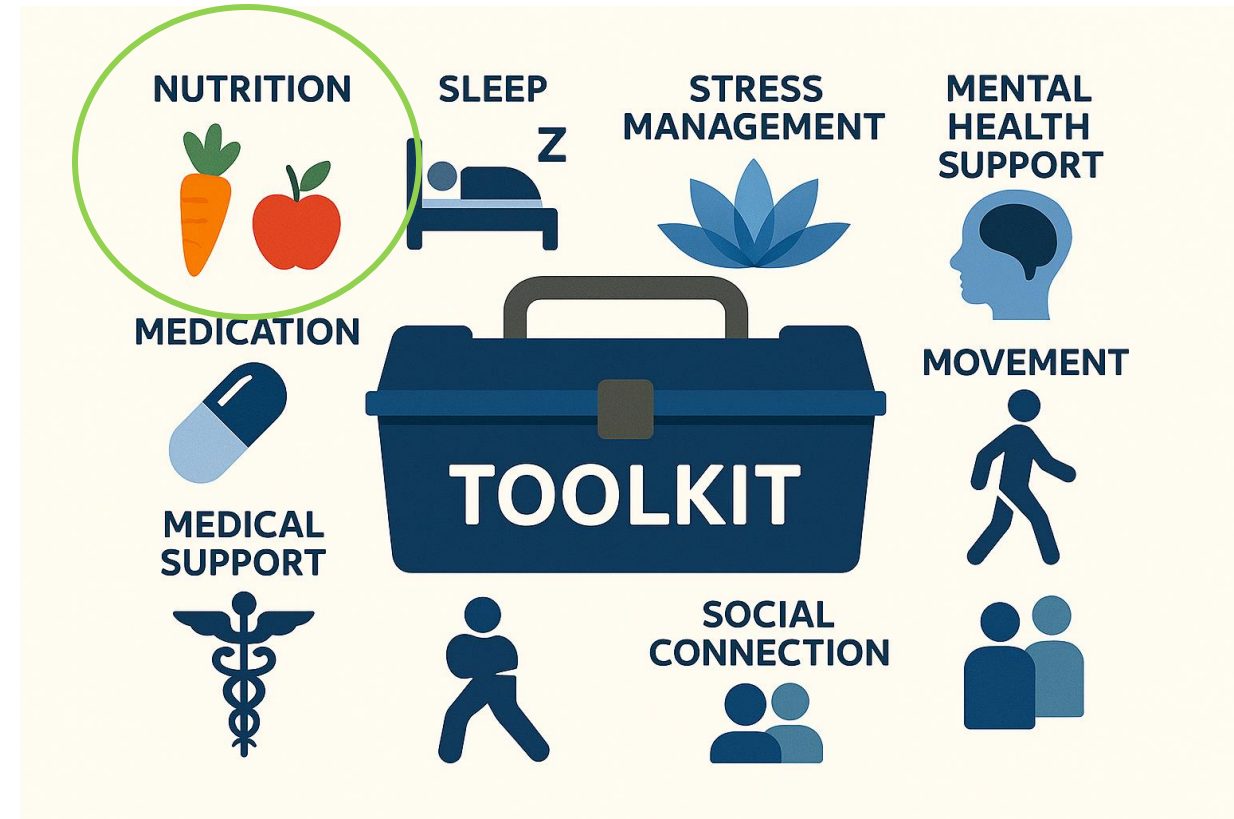 NUTRITION
SLEEP
Z
STRESS
MANAGEMENT
MENTAL
HEALTH
SUPPORT
MEDICATION
MOVEMENT
TOOLKIT
MEDICAL
SUPPORT
SOCIAL
CONNECTION